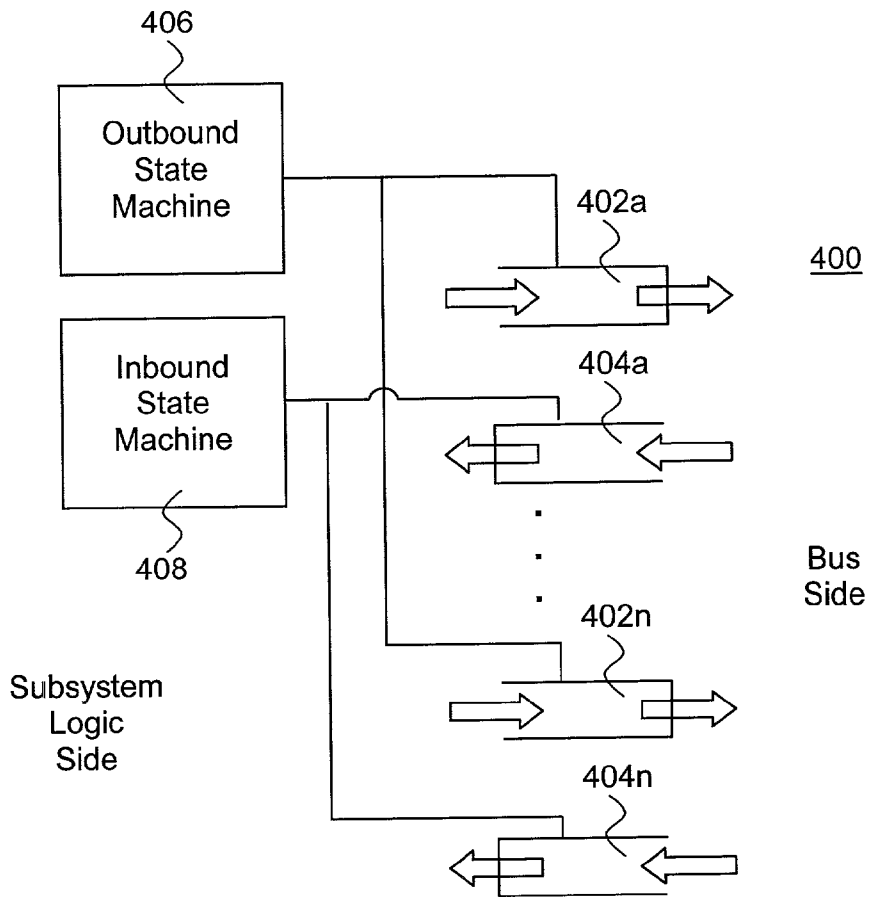 406
Outbound
State
Machine
402a
400
Inbound
State
Machine
404a
408
Bus
Side
402n
Subsystem
Logic
Side
404n